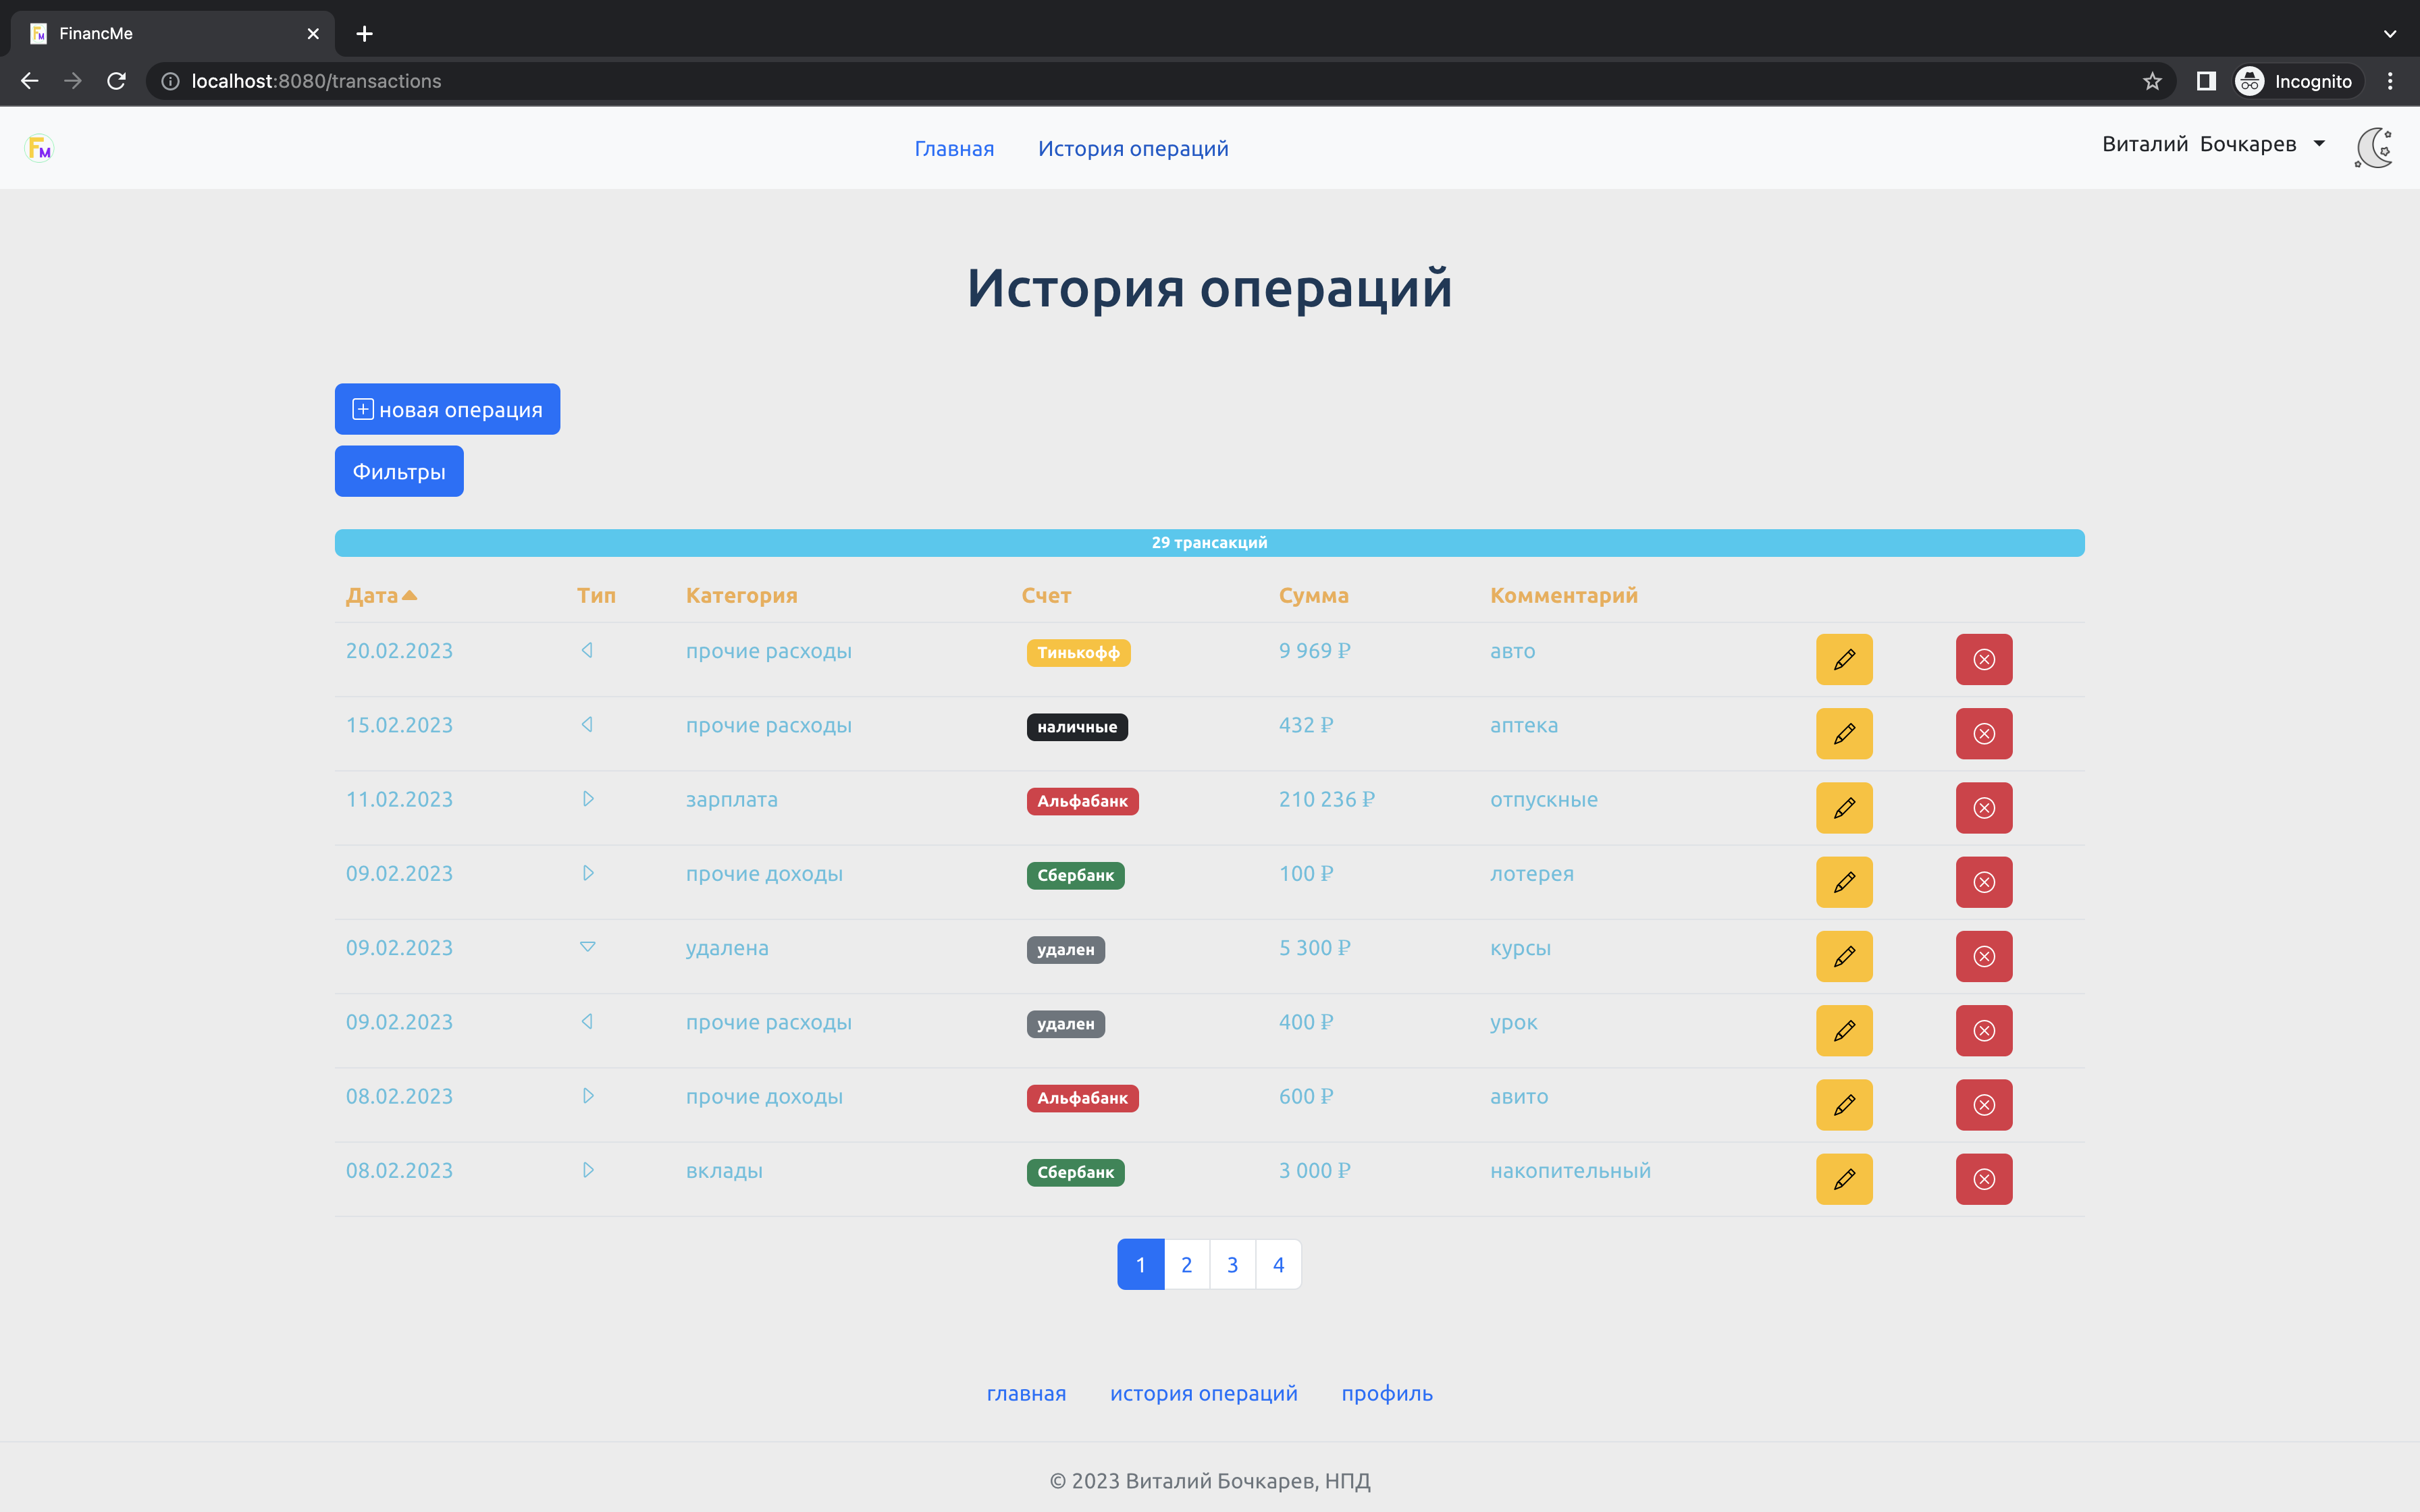 FinancMe
localhost:8080/transactions
Incognito
FM
Главная
История операций
Виталий Бочкарев
История операций
новая операция
Фильтры
29 трансакций
Дата Тип Категория Счет Сумма Комментарий
20.02.2023 прочие расходы Тинькофф 9 969 ₽ авто
15.02.2023 прочие расходы наличные 432 ₽ аптека
11.02.2023 зарплата Альфабанк 210 236 ₽ отпускные
09.02.2023 прочие доходы Сбербанк 100 ₽ лотерея
09.02.2023 удалена удален 5 300 ₽ курсы
09.02.2023 прочие расходы удален 400 ₽ урок
08.02.2023 прочие доходы Альфабанк 600 ₽ авито
08.02.2023 вклады Сбербанк 3 000 ₽ накопительный
1 2 3 4
главная история операций профиль
© 2023 Виталий Бочкарев, НПД